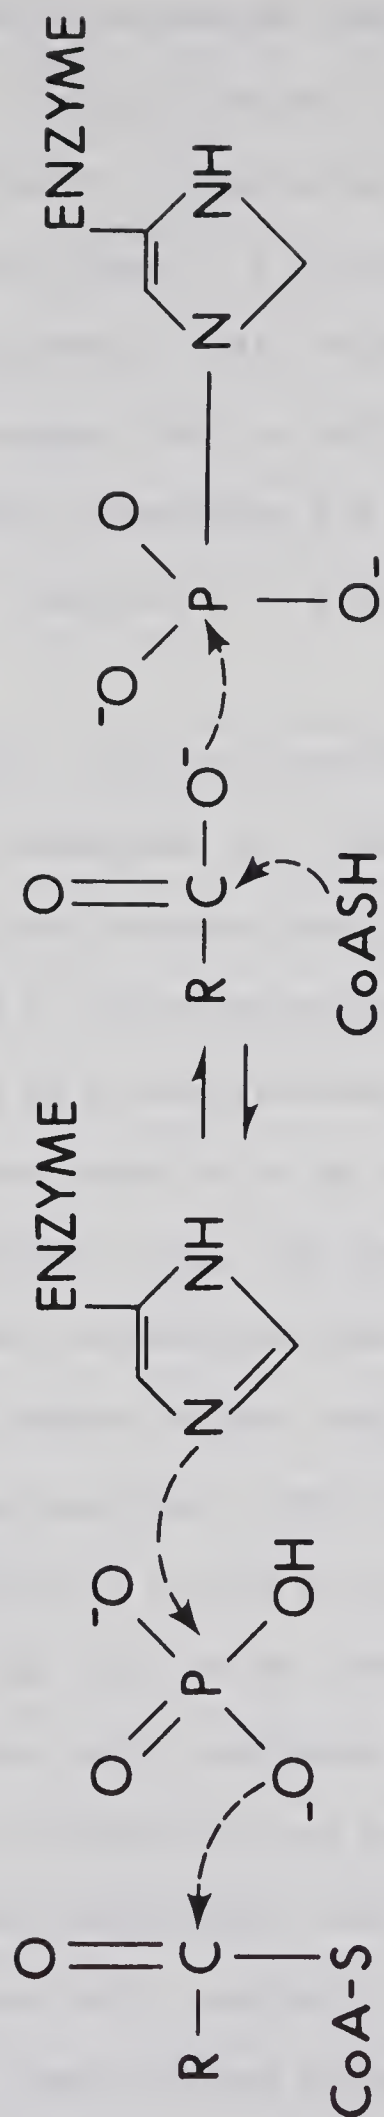 O
R – C
CoA-S
O
-O
P
O-
OH
ENZYME
N
NH
O
R – C – O-
CoASH
-O
O
P
O-
ENZYME
N
NH